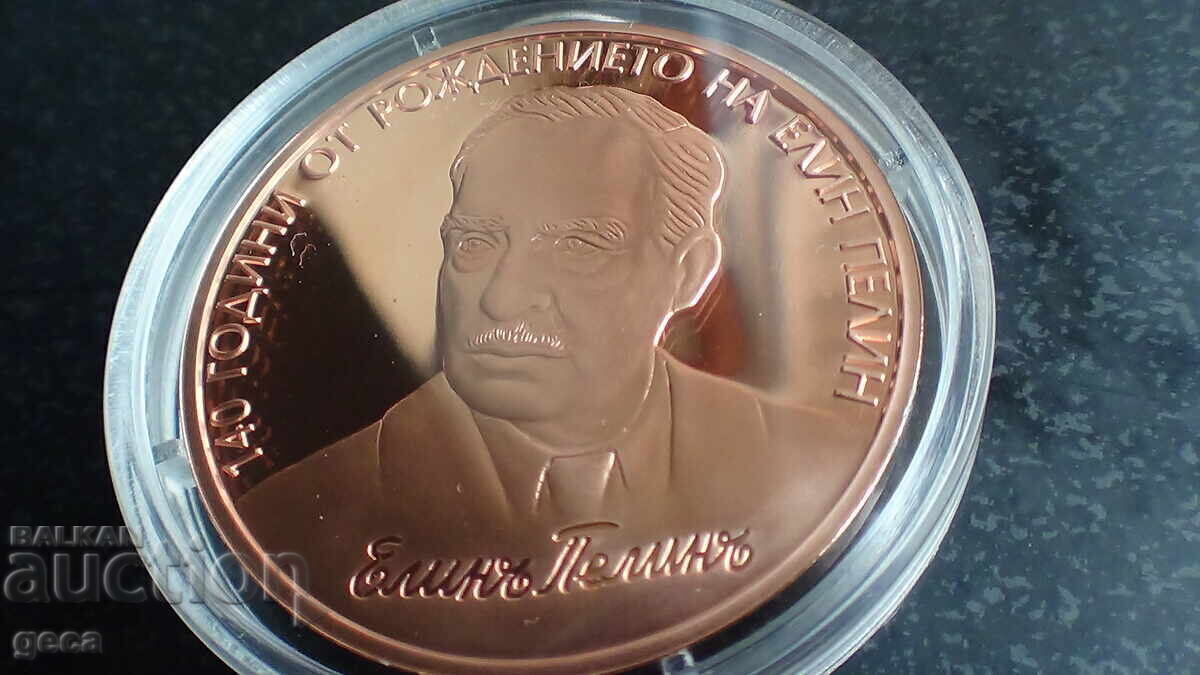 140 ГОДИНИ ОТ РОЖДЕНИЕТО НА ЕЛИН ПЕЛИН
Елинъ Пелинъ
BALKAN
auction
geca